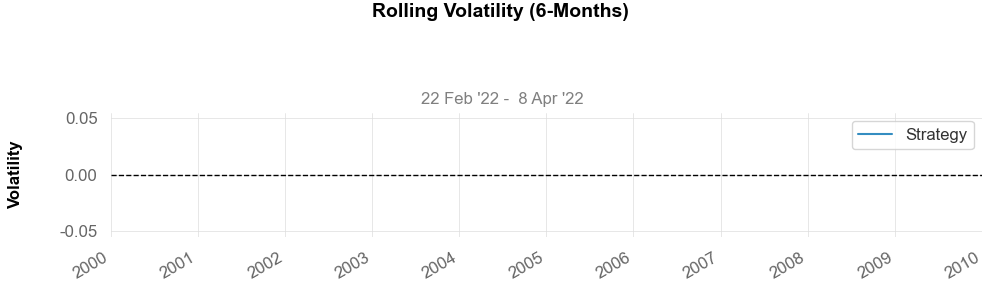 Rolling Volatility (6-Months)
22 Feb '22 -  8 Apr '22
0.05
Strategy
Volatility
0.00
-0.05
2000 2001 2002 2003 2004 2005 2006 2007 2008 2009 2010